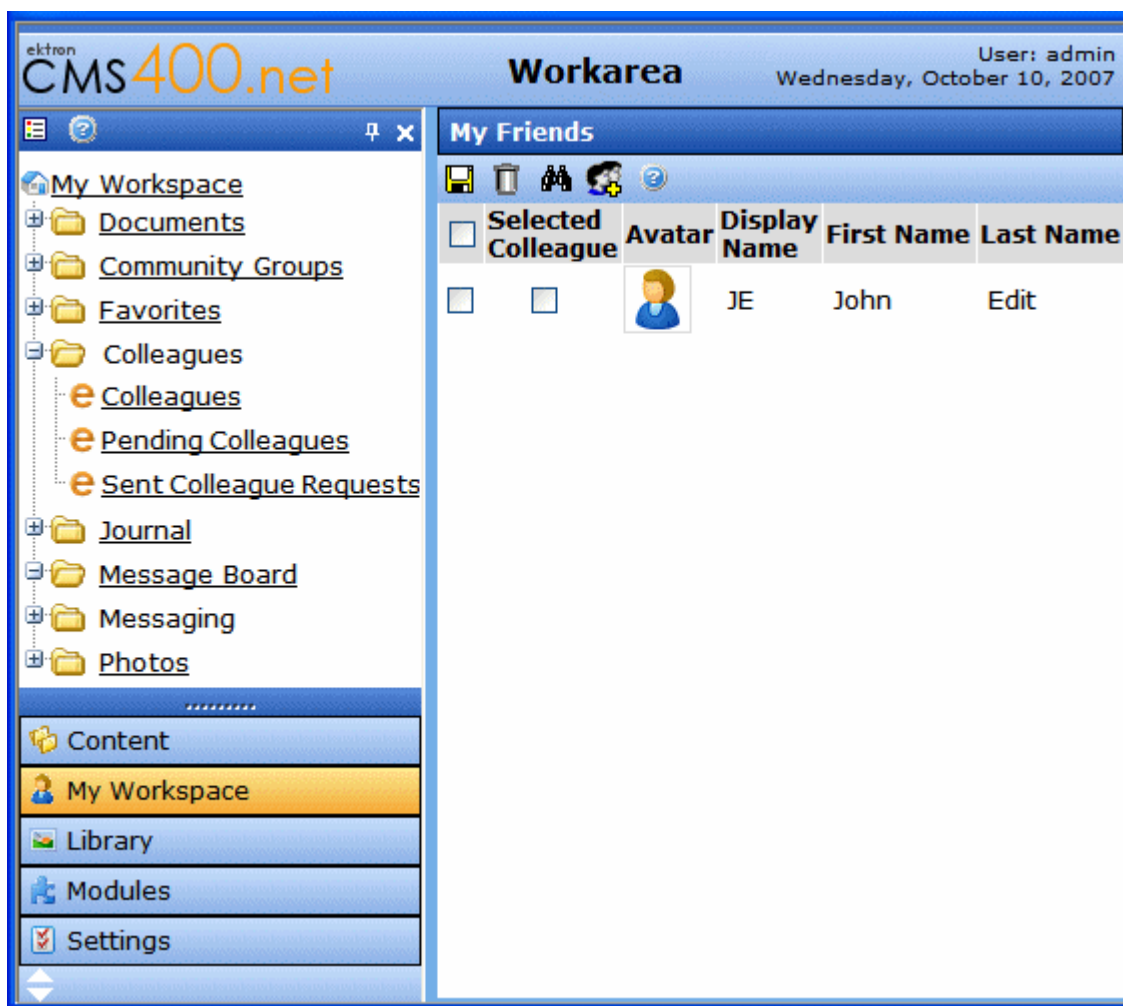 ektron
CMS400.net
Workarea
User: admin
Wednesday, October 10, 2007
My Workspace
Documents
Community Groups
Favorites
Colleagues
e Colleagues
e Pending Colleagues
e Sent Colleague Requests
Journal
Message Board
Messaging
Photos
Content
My Workspace
Library
Modules
Settings
My Friends
Selected Colleague Avatar Display Name First Name Last Name
JE John Edit